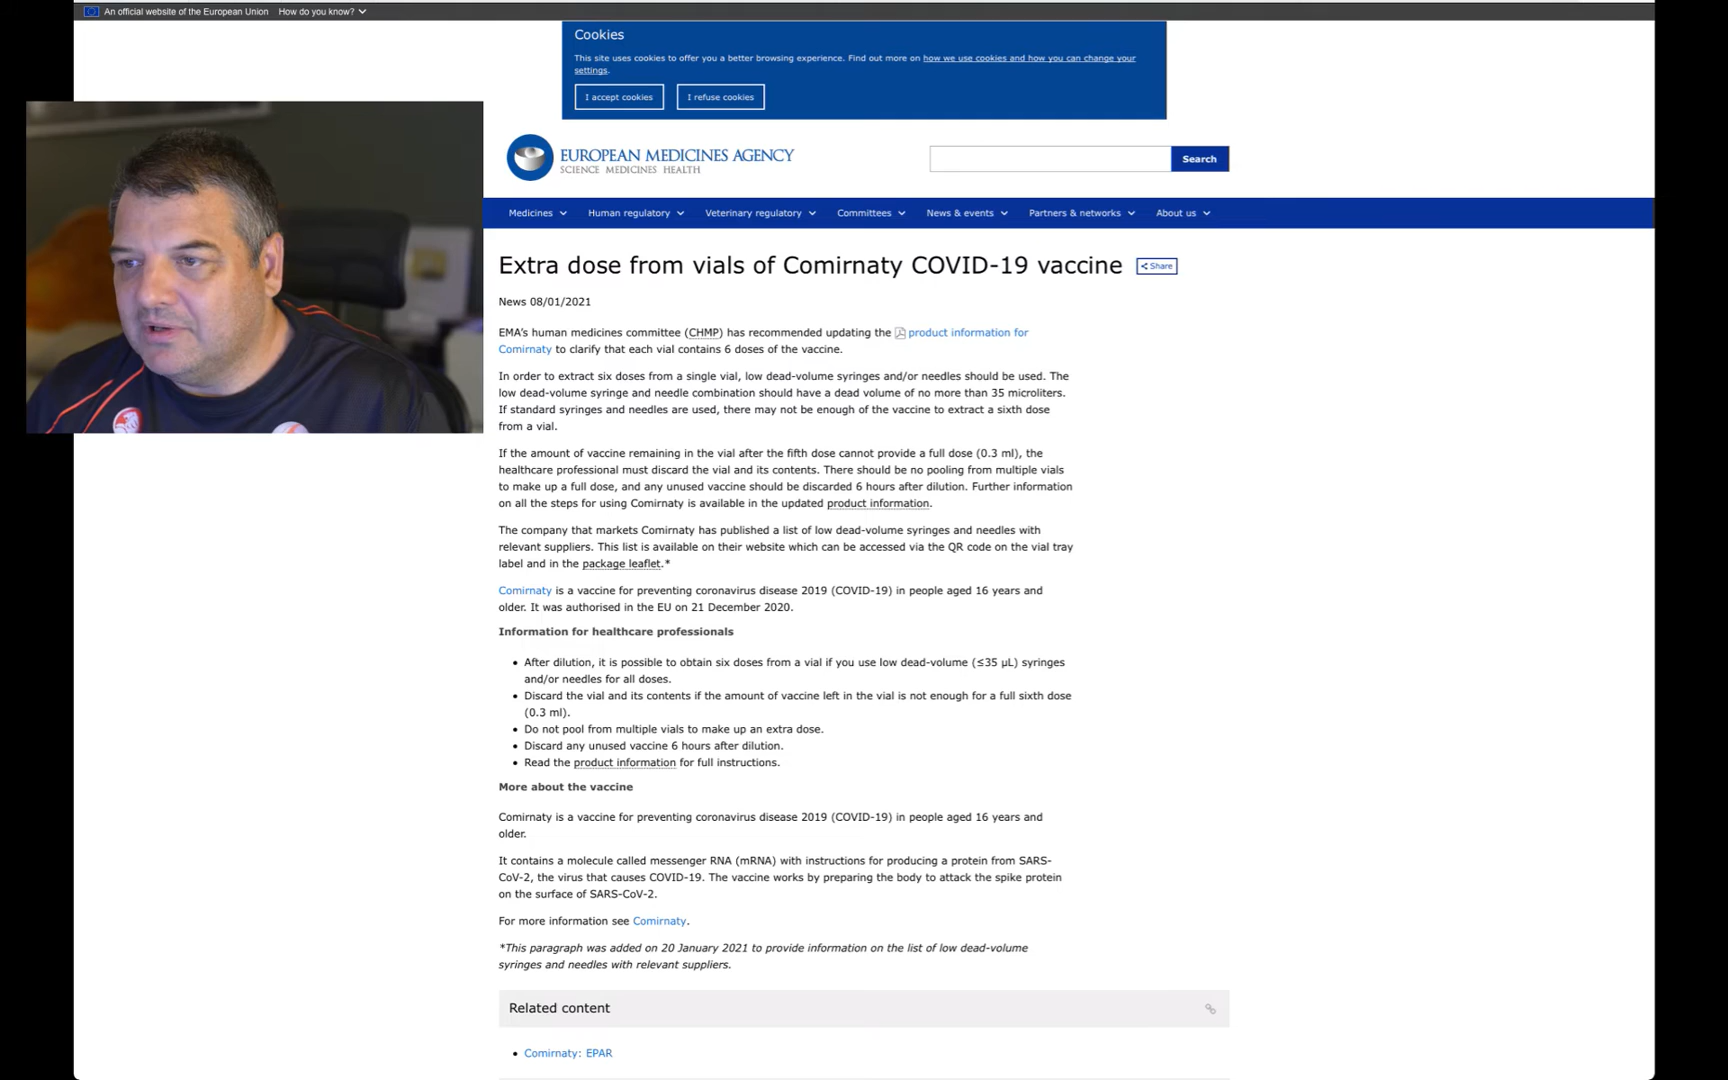 An official website of the European Union How do you know?
Cookies
This site uses cookies to offer you a better browsing experience. Find out more on how we use cookies and how you can change your
settings.
I accept cookies I refuse cookies
EUROPEAN MEDICINES AGENCY
SCIENCE MEDICINES HEALTH
Search
Medicines Human regulatory Veterinary regulatory Committees News & events Partners & networks About us
Extra dose from vials of Comirnaty COVID-19 vaccine Share
News 08/01/2021
EMA's human medicines committee (CHMP) has recommended updating the product information for
Comirnaty to clarify that each vial contains 6 doses of the vaccine.
In order to extract six doses from a single vial, low dead-volume syringes and/or needles should be used. The
low dead-volume syringe and needle combination should have a dead volume of no more than 35 microliters.
If standard syringes and needles are used, there may not be enough of the vaccine to extract a sixth dose
from a vial.
If the amount of vaccine remaining in the vial after the fifth dose cannot provide a full dose (0.3 ml), the
healthcare professional must discard the vial and its contents. There should be no pooling from multiple vials
to make up a full dose, and any unused vaccine should be discarded 6 hours after dilution. Further information
on all the steps for using Comirnaty is available in the updated product information.
The company that markets Comirnaty has published a list of low dead-volume syringes and needles with
relevant suppliers. This list is available on their website which can be accessed via the QR code on the vial tray
label and in the package leaflet.*
Comirnaty is a vaccine for preventing coronavirus disease 2019 (COVID-19) in people aged 16 years and
older. It was authorised in the EU on 21 December 2020.
Information for healthcare professionals
• After dilution, it is possible to obtain six doses from a vial if you use low dead-volume (≤35 µL) syringes
and/or needles for all doses.
• Discard the vial and its contents if the amount of vaccine left in the vial is not enough for a full sixth dose
(0.3 ml).
• Do not pool from multiple vials to make up an extra dose.
• Discard any unused vaccine 6 hours after dilution.
• Read the product information for full instructions.
More about the vaccine
Comirnaty is a vaccine for preventing coronavirus disease 2019 (COVID-19) in people aged 16 years and
older.
It contains a molecule called messenger RNA (mRNA) with instructions for producing a protein from SARS-
CoV-2, the virus that causes COVID-19. The vaccine works by preparing the body to attack the spike protein
on the surface of SARS-CoV-2.
For more information see Comirnaty.
*This paragraph was added on 20 January 2021 to provide information on the list of low dead-volume
syringes and needles with relevant suppliers.
Related content
• Comirnaty: EPAR